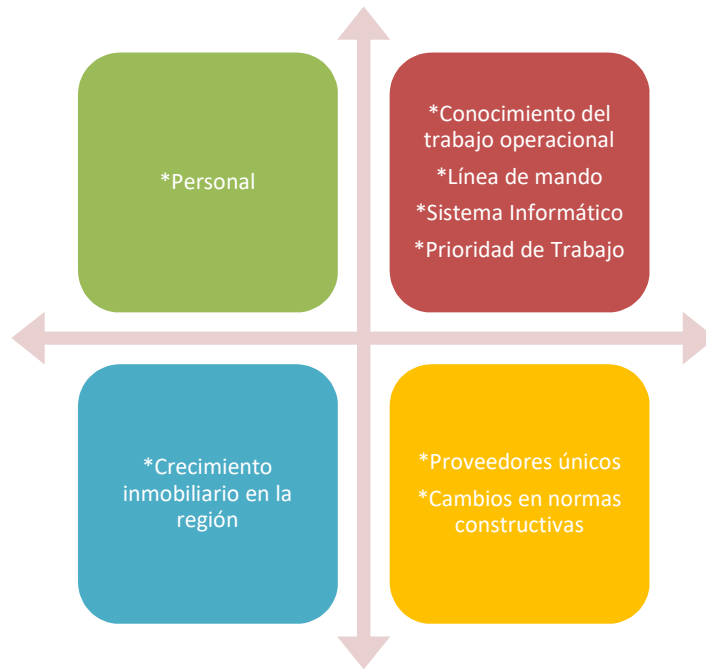 *Personal
*Conocimiento del
trabajo operacional
*Línea de mando
*Sistema Informático
*Prioridad de Trabajo
*Crecimiento
inmobiliario en la
región
*Proveedores únicos
*Cambios en normas
constructivas